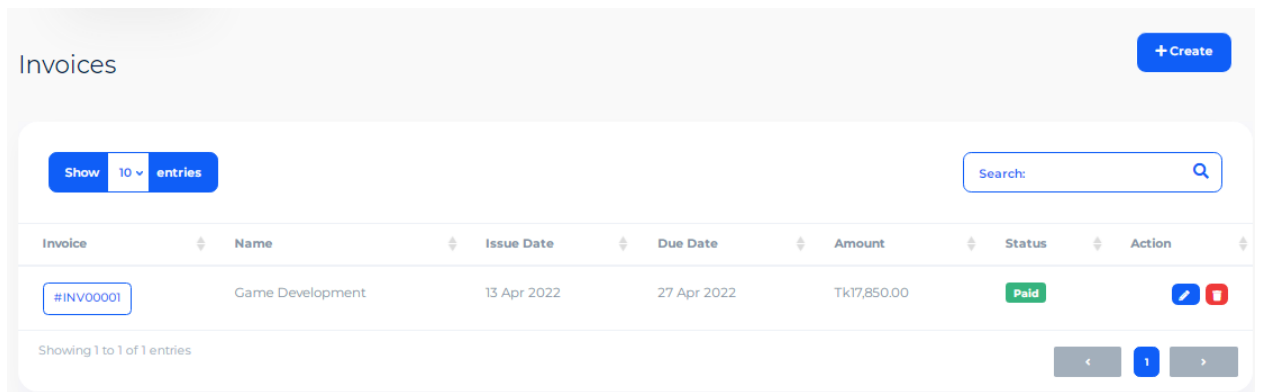 Invoices
+ Create
Show 10 entries
Search:
Invoice Name Issue Date Due Date Amount Status Action
#INV00001 Game Development 13 Apr 2022 27 Apr 2022 Tk17,850.00 Paid
Showing 1 to 1 of 1 entries
‹ 1 ›